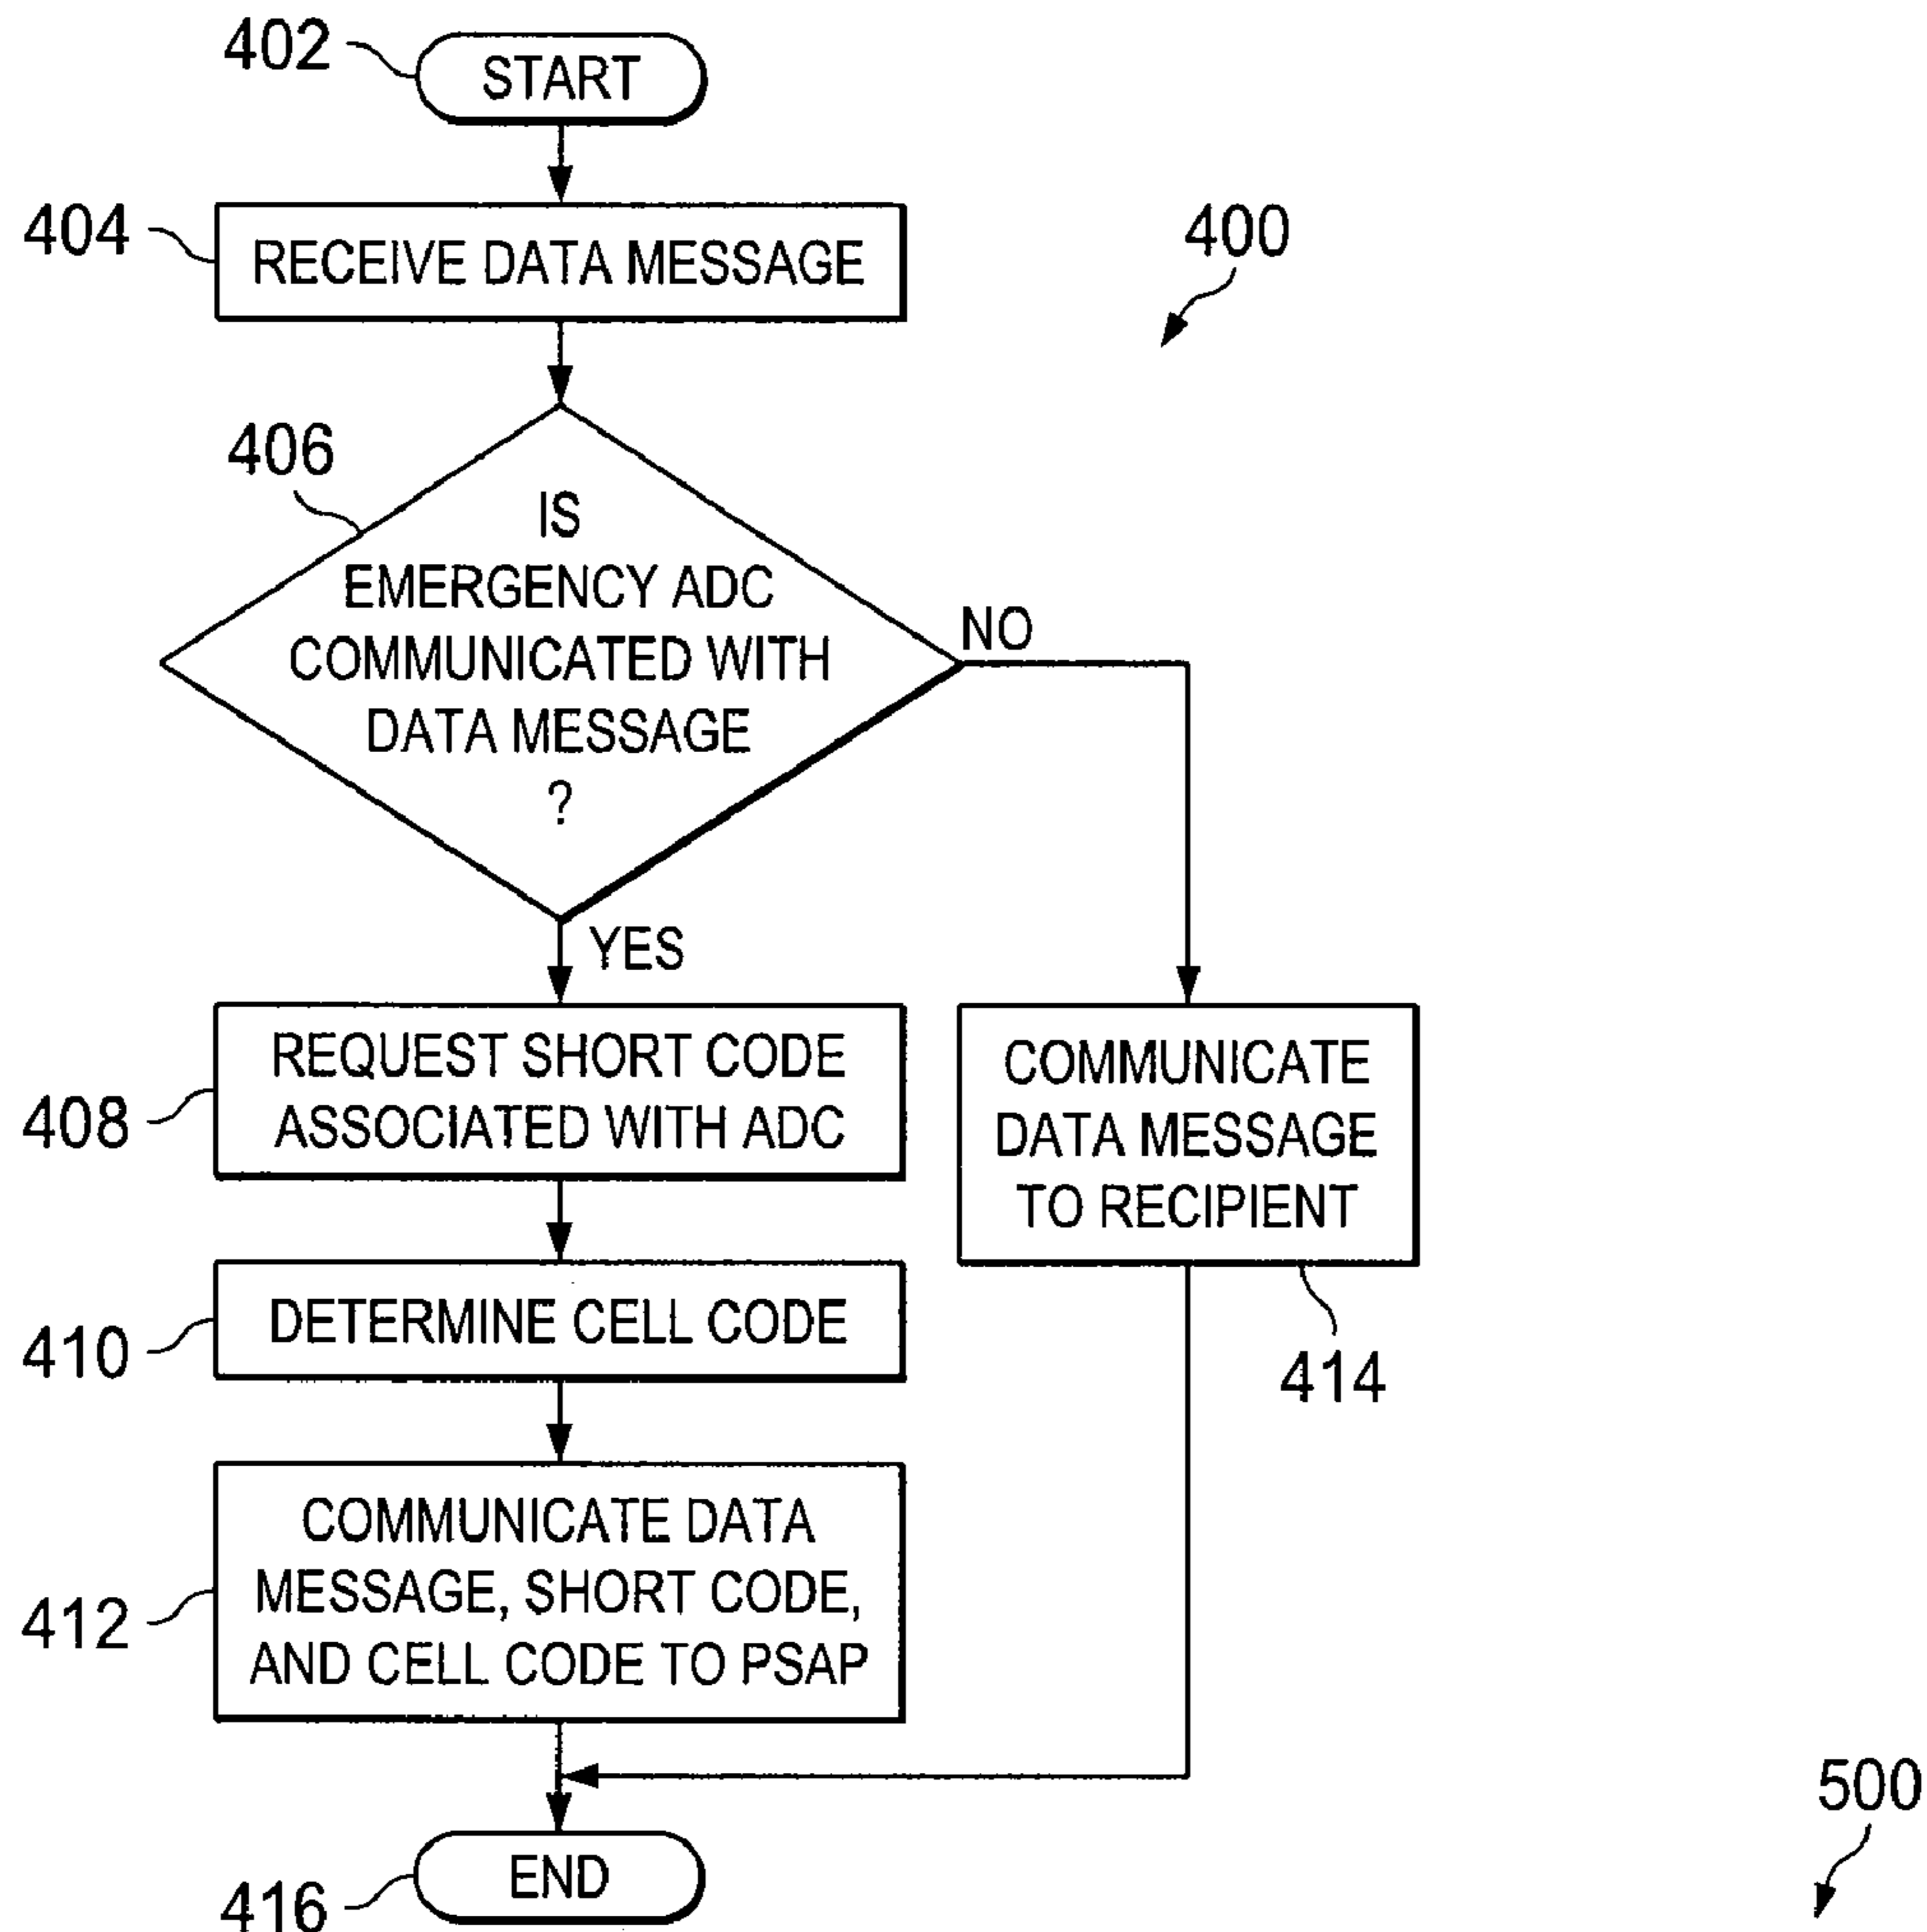 402
START
404
RECEIVE DATA MESSAGE
400
406
IS
EMERGENCY ADC
COMMUNICATED WITH
DATA MESSAGE
?
NO
YES
408
REQUEST SHORT CODE
ASSOCIATED WITH ADC
COMMUNICATE
DATA MESSAGE
TO RECIPIENT
414
410
DETERMINE CELL CODE
412
COMMUNICATE DATA
MESSAGE, SHORT CODE,
AND CELL CODE TO PSAP
500
416
END